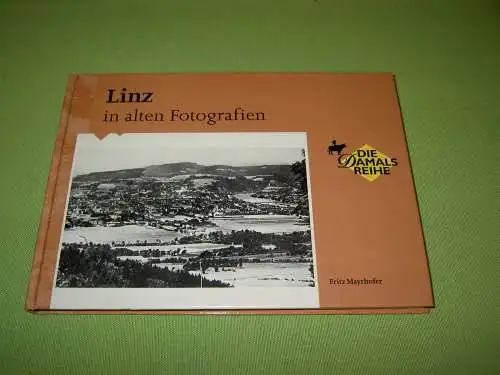 Linz
in alten Fotografien
DIE
DAMALS
REIHE
Fritz Mayrhofer